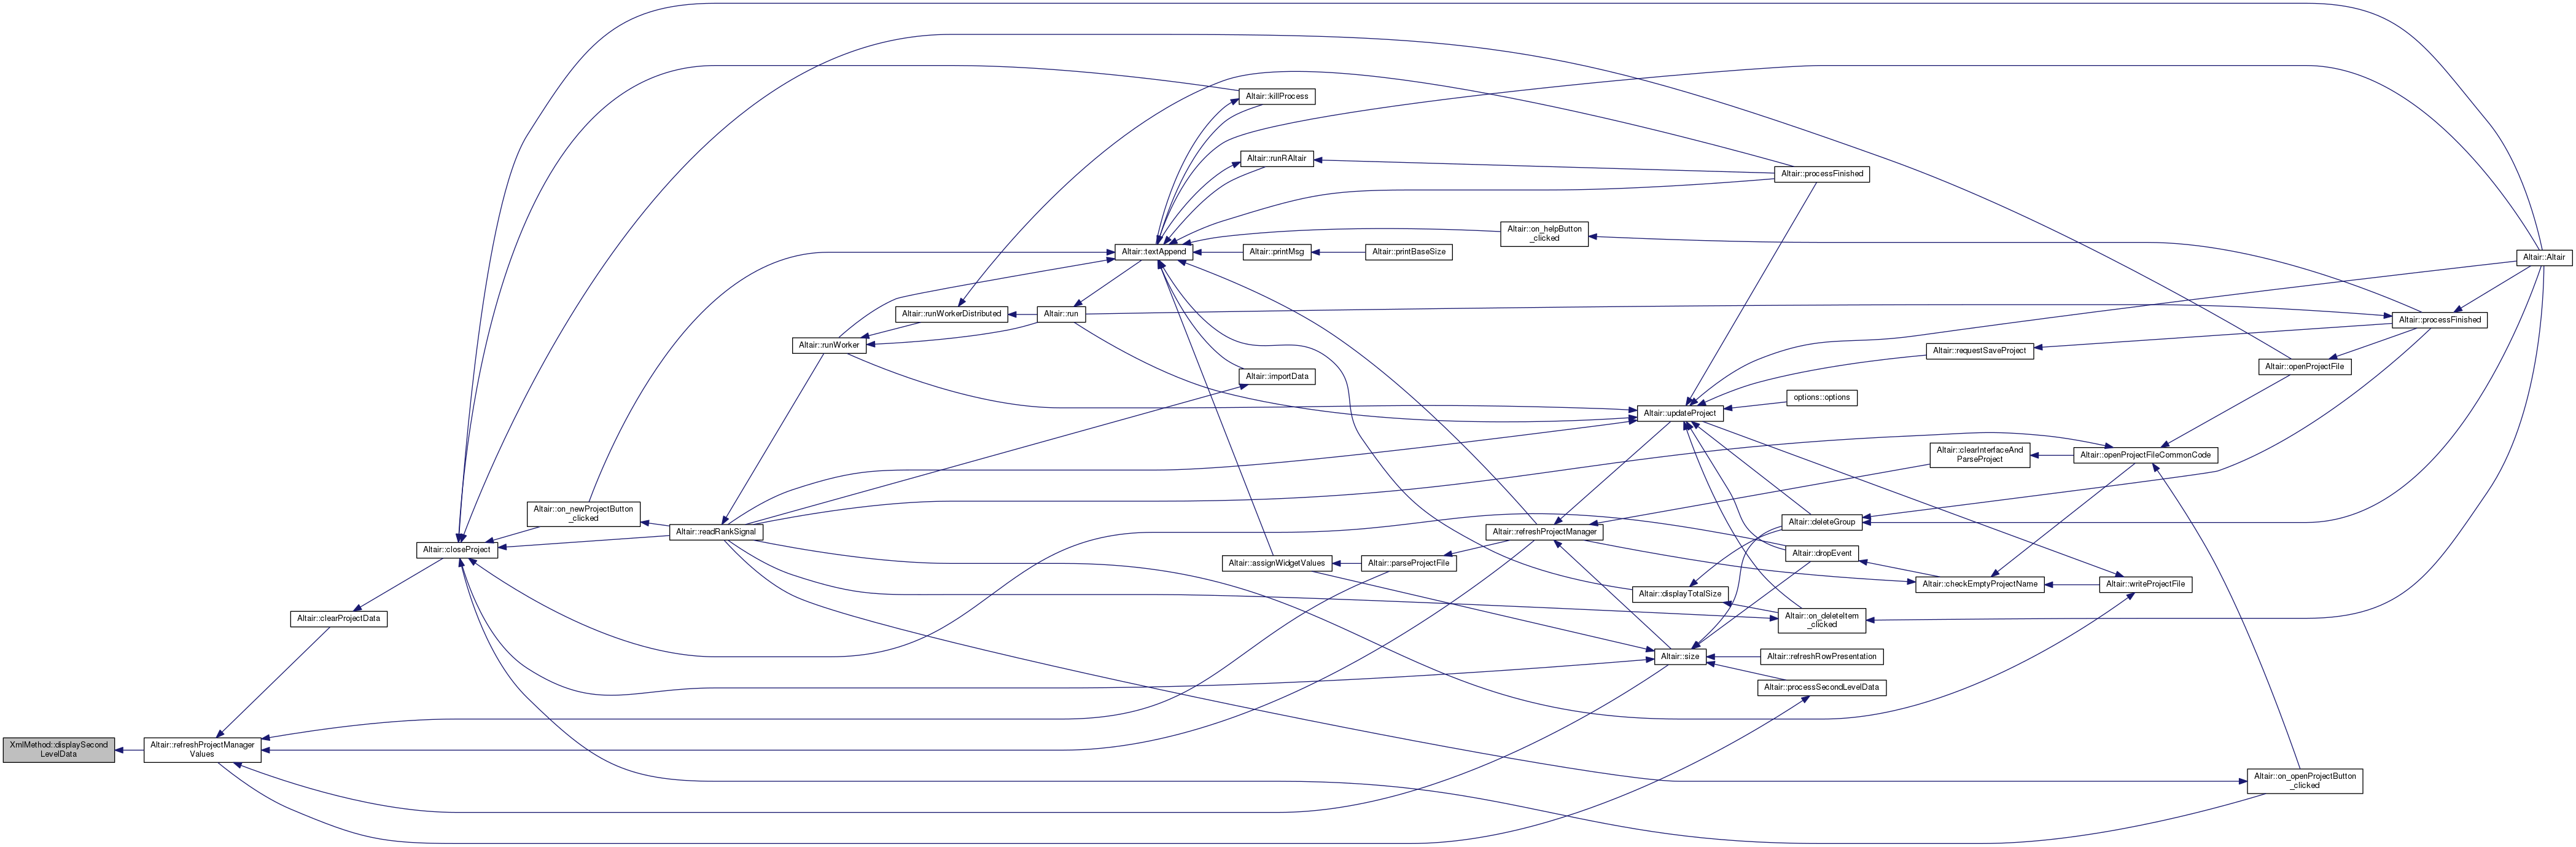 Altair::killProcess
Altair::runRAltair
Altair::processFinished
Altair::on_helpButton
_clicked
Altair::textAppend
Altair::printMsg
Altair::printBaseSize
Altair::Altair
Altair::runWorkerDistributed
Altair::run
Altair::processFinished
Altair::runWorker
Altair::requestSaveProject
Altair::openProjectFile
Altair::importData
options::options
Altair::updateProject
Altair::clearInterfaceAnd
ParseProject
Altair::openProjectFileCommonCode
Altair::on_newProjectButton
_clicked
Altair::deleteGroup
Altair::readRankSignal
Altair::refreshProjectManager
Altair::closeProject
Altair::dropEvent
Altair::assignWidgetValues
Altair::parseProjectFile
Altair::checkEmptyProjectName
Altair::writeProjectFile
Altair::displayTotalSize
Altair::clearProjectData
Altair::on_deleteItem
_clicked
Altair::size
Altair::refreshRowPresentation
Altair::processSecondLevelData
XmlMethod::displaySecond
LevelData
Altair::refreshProjectManager
Values
Altair::on_openProjectButton
_clicked